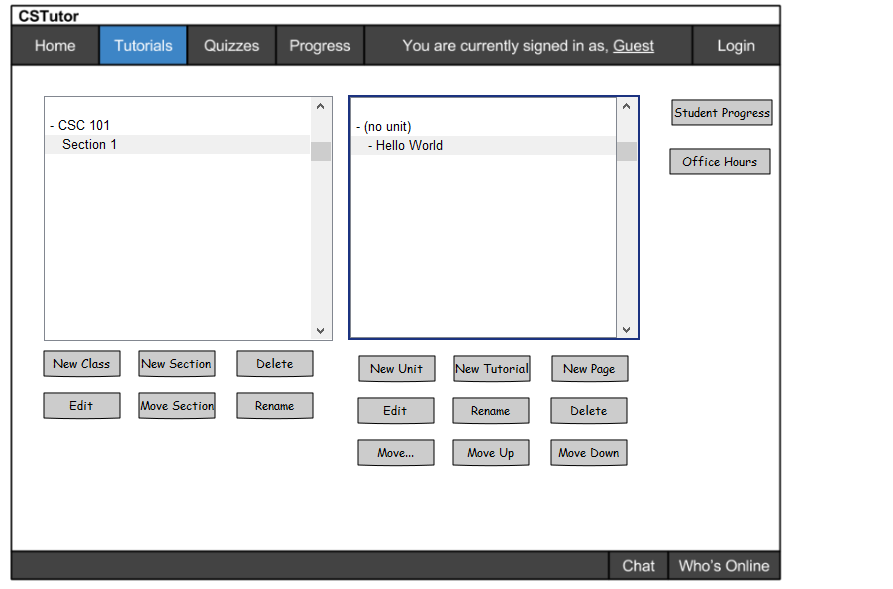 CSTutor
Home Tutorials Quizzes Progress You are currently signed in as, Guest Login
- CSC 101
Section 1
- (no unit)
- Hello World
Student Progress
Office Hours
New Class New Section Delete
Edit Move Section Rename
New Unit New Tutorial New Page
Edit Rename Delete
Move... Move Up Move Down
Chat Who's Online